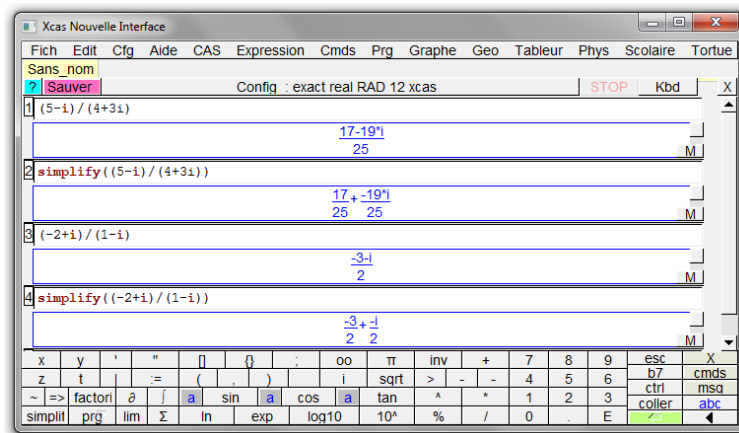 Xcas Nouvelle Interface
Fich Edit Cfg Aide CAS Expression Cmds Prg Graphe Geo Tableur Phys Scolaire Tortue
Sans_nom
? Sauver Config : exact real RAD 12 xcas STOP Kbd X
1 (5-i)/(4+3i)
17-19*i
25
M
2 simplify((5-i)/(4+3i))
17 + -19*i
25 25
M
3 (-2+i)/(1-i)
-3-i
2
M
4 simplify((-2+i)/(1-i))
-3 + -i
2 2
M
x y ' " [] {} ; oo π inv + 7 8 9 esc X
z t | := ( , ) i sqrt > - - 4 5 6 b7 cmds
~ => factori ∂ ∫ a sin a cos a tan ^ * 1 2 3 ctrl msg
simplif prg lim Σ ln exp log10 10^ % / 0 . E coller abc